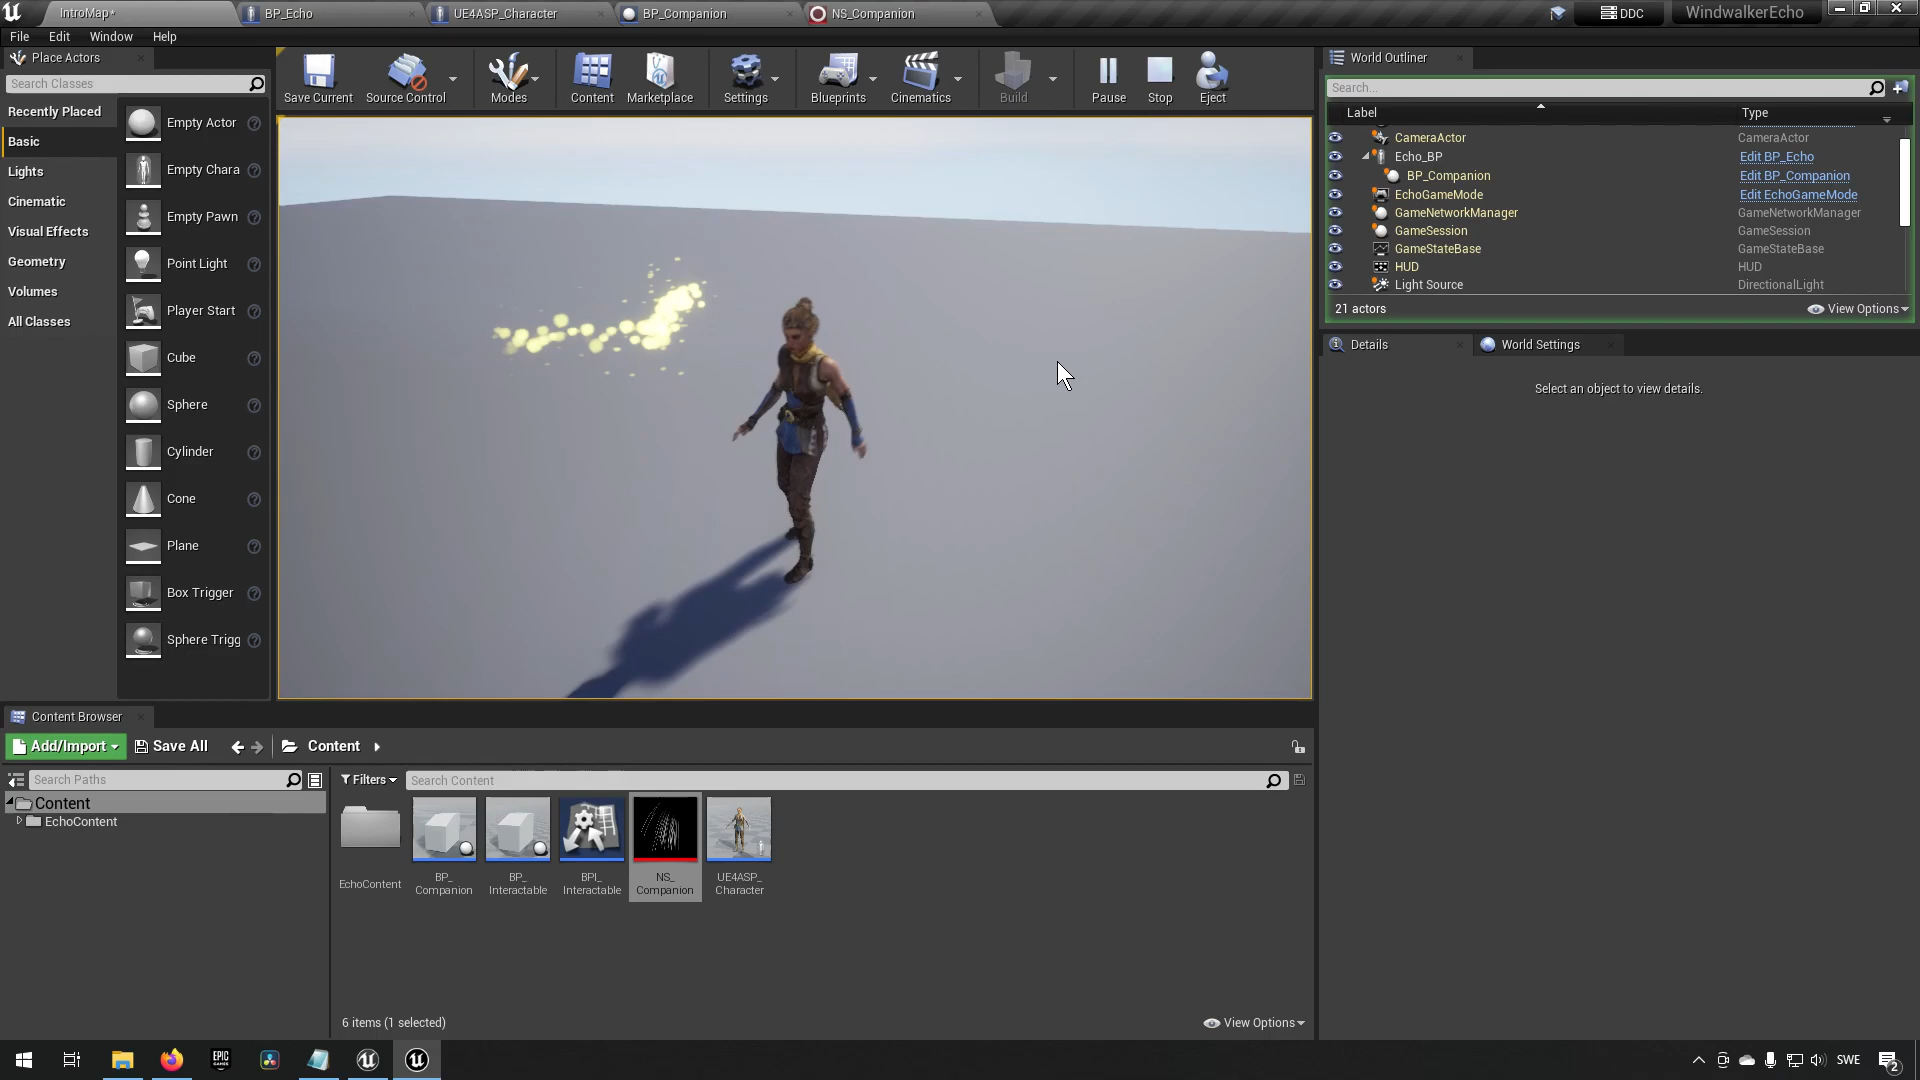 IntroMap*
BP_Echo
UE4ASP_Character
BP_Companion
NS_Companion
DDC
WindwalkerEcho
File
Edit
Window
Help
Place Actors
Search Classes
Recently Placed
Basic
Lights
Cinematic
Visual Effects
Geometry
Volumes
All Classes
Empty Actor
Empty Chara
Empty Pawn
Point Light
Player Start
Cube
Sphere
Cylinder
Cone
Plane
Box Trigger
Sphere Trigg
Save Current
Source Control
Modes
Content
Marketplace
Settings
Blueprints
Cinematics
Build
Pause
Stop
Eject
World Outliner
Search...
Label
Type
CameraActor
CameraActor
Echo_BP
Edit BP_Echo
BP_Companion
Edit BP_Companion
EchoGameMode
Edit EchoGameMode
GameNetworkManager
GameNetworkManager
GameSession
GameSession
GameStateBase
GameStateBase
HUD
HUD
Light Source
DirectionalLight
21 actors
View Options
Details
World Settings
Select an object to view details.
Content Browser
Add/Import
Save All
Content
Search Paths
Content
EchoContent
Filters
Search Content
EchoContent
BP_
Companion
BP_
Interactable
BPI_
Interactable
NS_
Companion
UE4ASP_
Character
6 items (1 selected)
View Options
EPIC
GAMES
SWE
2